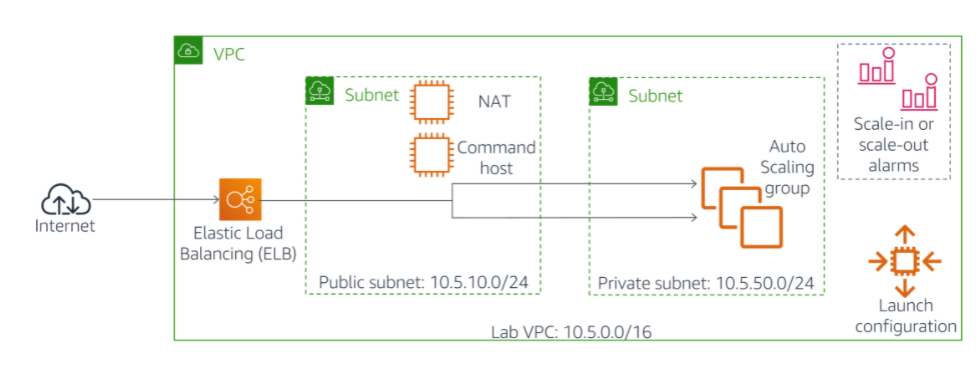 VPC
Subnet
NAT
Command
host
Public subnet: 10.5.10.0/24
Subnet
Auto
Scaling
group
Private subnet: 10.5.50.0/24
Scale-in or
scale-out
alarms
Internet
Elastic Load
Balancing (ELB)
Launch
configuration
Lab VPC: 10.5.0.0/16